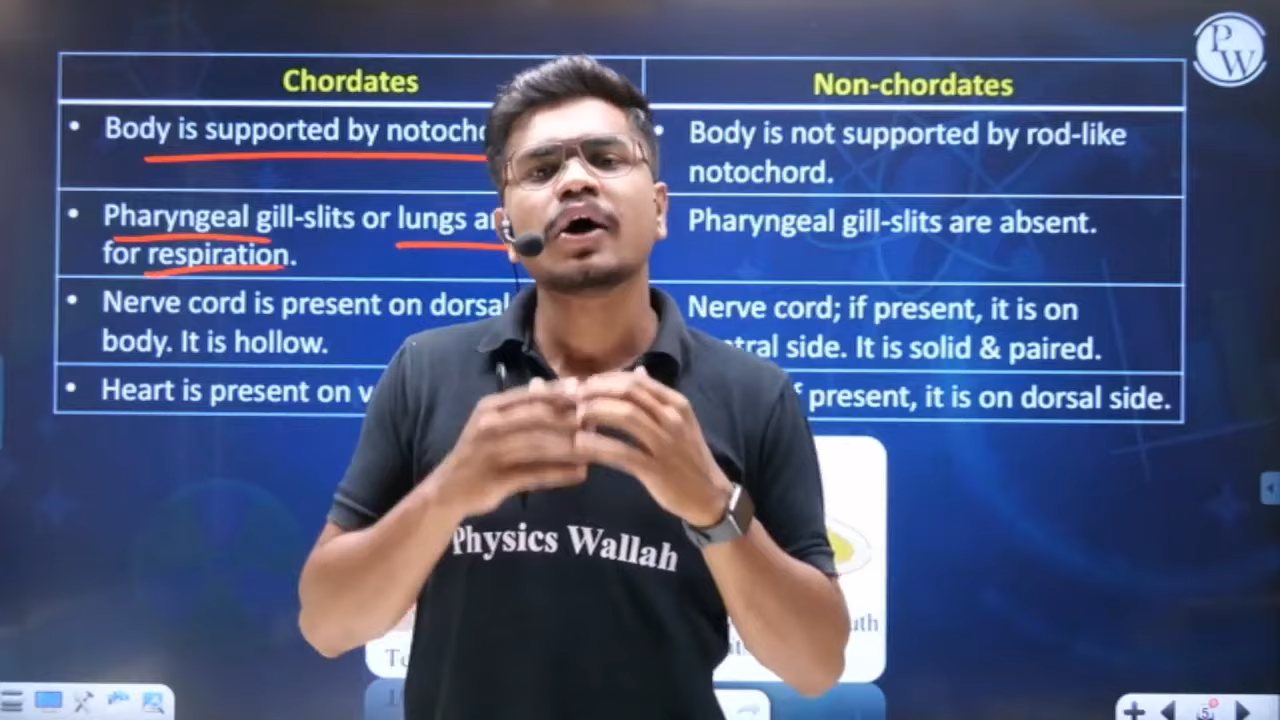 PW
Chordates
Non-chordates
• Body is supported by
• Body is not supported by rod-like
notochord.
• Pharyngeal gill-slits or lungs
for respiration.
Pharyngeal gill-slits are absent.
• Nerve cord is present on dorsal
body. It is hollow.
Nerve cord; if present, it is on
side. It is solid & paired.
• Heart is present on
present, it is on dorsal side.
Physics Wallah
5